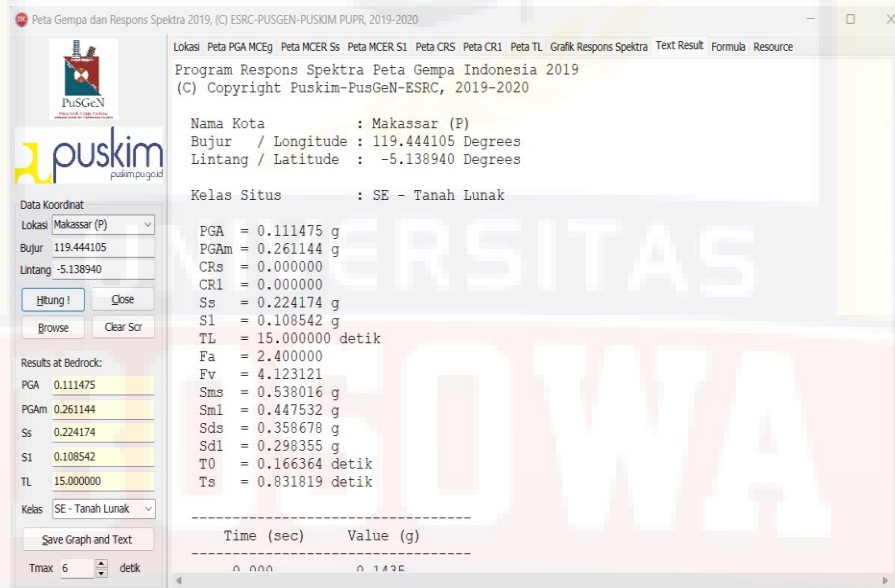 Peta Gempa dan Respons Spektra 2019, (C) ESRC-PUSGEN-PUSKIM PUPR, 2019-2020
Lokasi Peta PGA MCEg Peta MCER Ss Peta MCER S1 Peta CRS Peta CR1 Peta TL Grafik Respons Spektra Text Result Formula Resource
PuSGeN
puskim
puskim.pu.go.id
Data Koordinat
Lokasi Makassar (P)
Bujur 119.444105
Lintang -5.138940
Hitung ! Close
Browse Clear Scr
Results at Bedrock:
PGA 0.111475
PGAm 0.261144
Ss 0.224174
S1 0.108542
TL 15.000000
Kelas SE - Tanah Lunak
Save Graph and Text
Tmax 6 detik
Program Respons Spektra Peta Gempa Indonesia 2019
(C) Copyright Puskim-PusGeN-ESRC, 2019-2020
Nama Kota : Makassar (P)
Bujur / Longitude : 119.444105 Degrees
Lintang / Latitude : -5.138940 Degrees
Kelas Situs : SE - Tanah Lunak
PGA = 0.111475 g
PGAm = 0.261144 g
CRs = 0.000000
CR1 = 0.000000
Ss = 0.224174 g
S1 = 0.108542 g
TL = 15.000000 detik
Fa = 2.400000
Fv = 4.123121
Sms = 0.538016 g
Sm1 = 0.447532 g
Sds = 0.358678 g
Sd1 = 0.298355 g
T0 = 0.166364 detik
Ts = 0.831819 detik
---------------------------------
Time (sec) Value (g)
---------------------------------
0.000 0.1435
UNIVERSITAS
BOSOWA